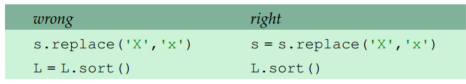 wrong right
s.replace('X','x') s = s.replace('X','x')
L = L.sort() L.sort()